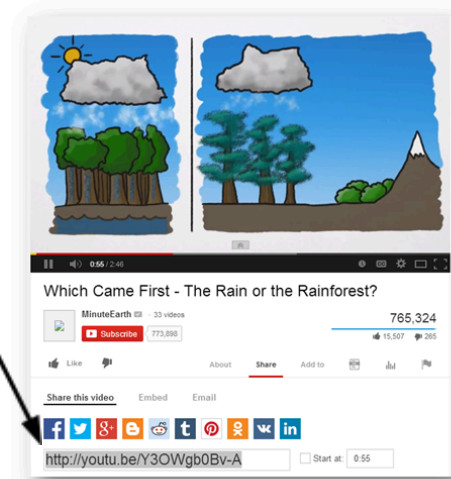 0:55 / 2:46
Which Came First - The Rain or the Rainforest?
MinuteEarth · 33 videos
765,324
Subscribe 773,898
15,507 265
Like About Share Add to
Share this video Embed Email
http://youtu.be/Y3OWgb0Bv-A Start at: 0:55